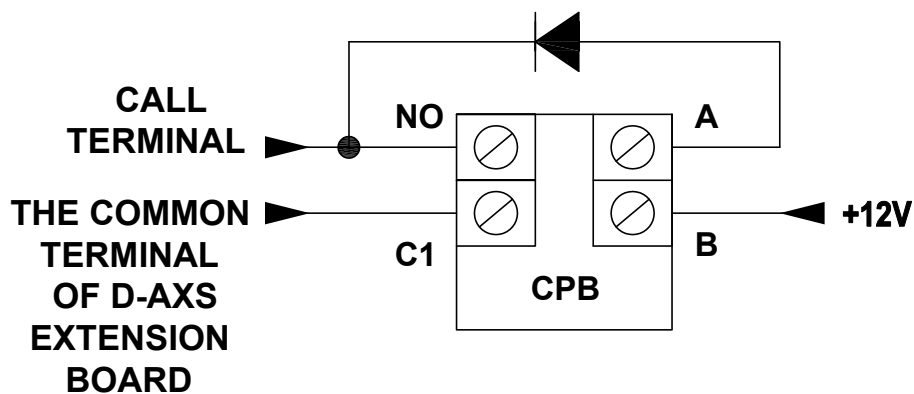 CALL
TERMINAL
NO
A
THE COMMON
TERMINAL
OF D-AXS
EXTENSION
BOARD
C1
B
+12V
CPB